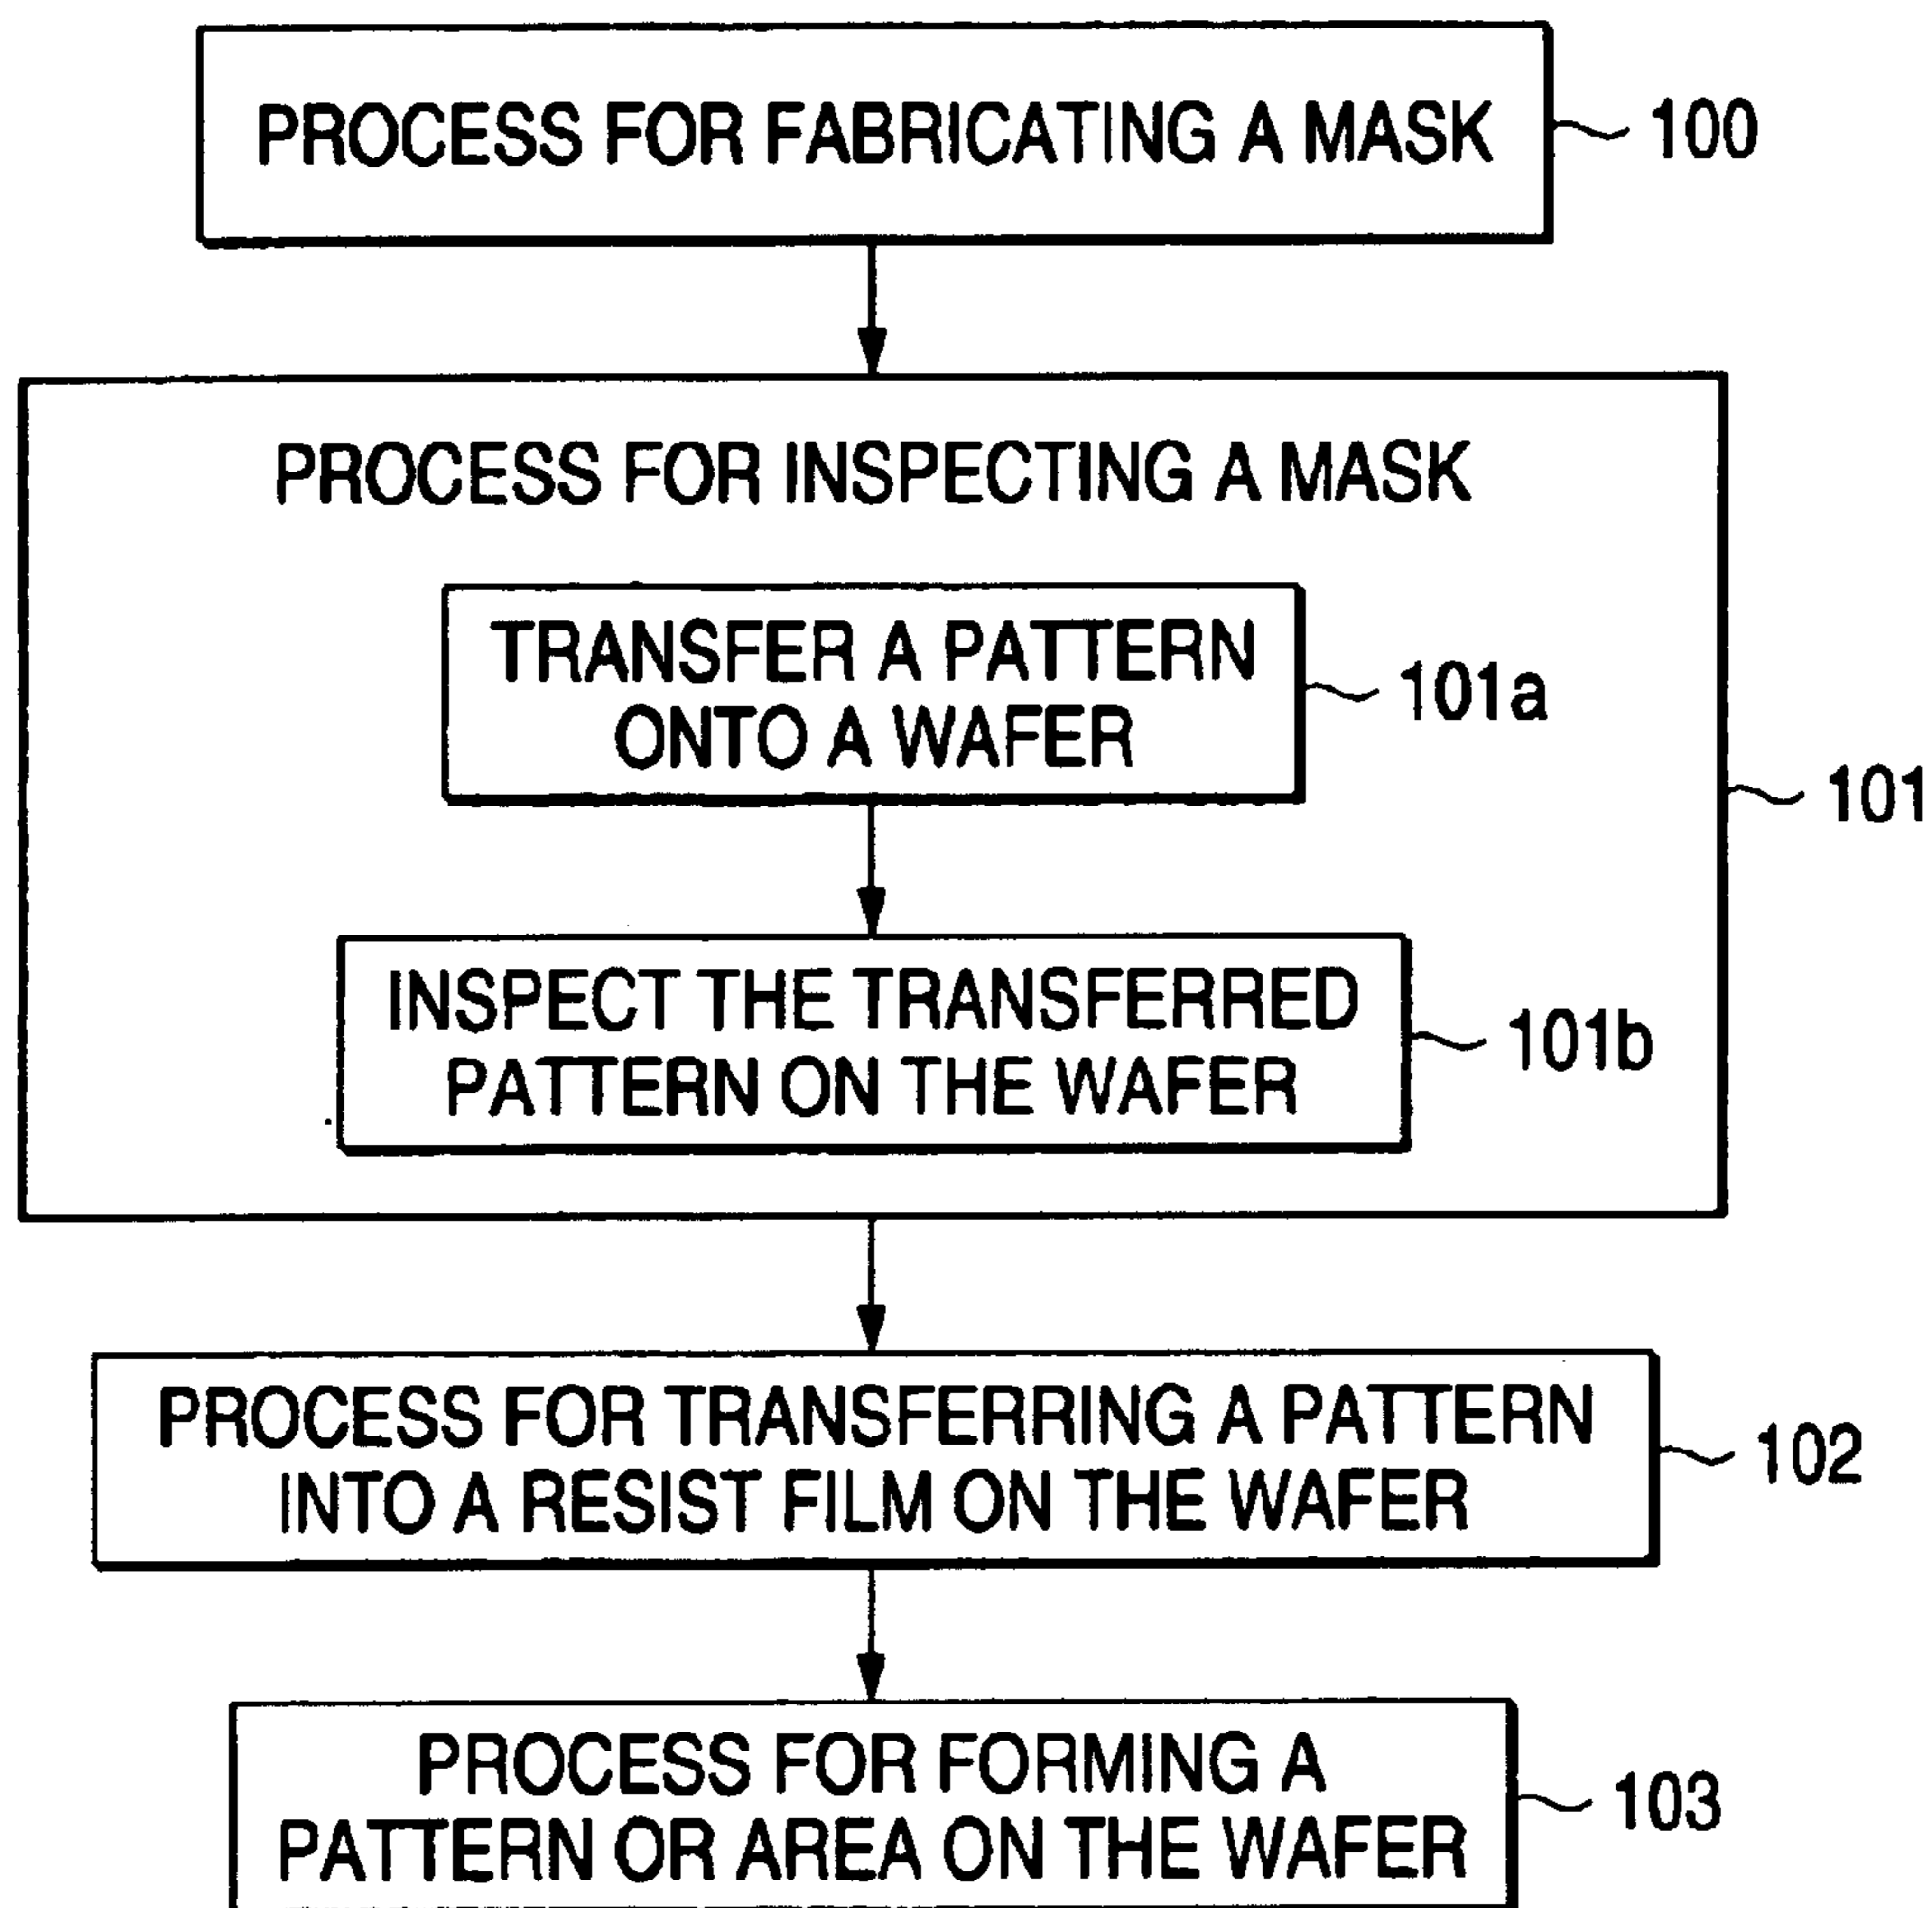 PROCESS FOR FABRICATING A MASK
100
PROCESS FOR INSPECTING A MASK
TRANSFER A PATTERN
ONTO A WAFER
101a
101
INSPECT THE TRANSFERRED
PATTERN ON THE WAFER
101b
PROCESS FOR TRANSFERRING A PATTERN
INTO A RESIST FILM ON THE WAFER
102
PROCESS FOR FORMING A
PATTERN OR AREA ON THE WAFER
103